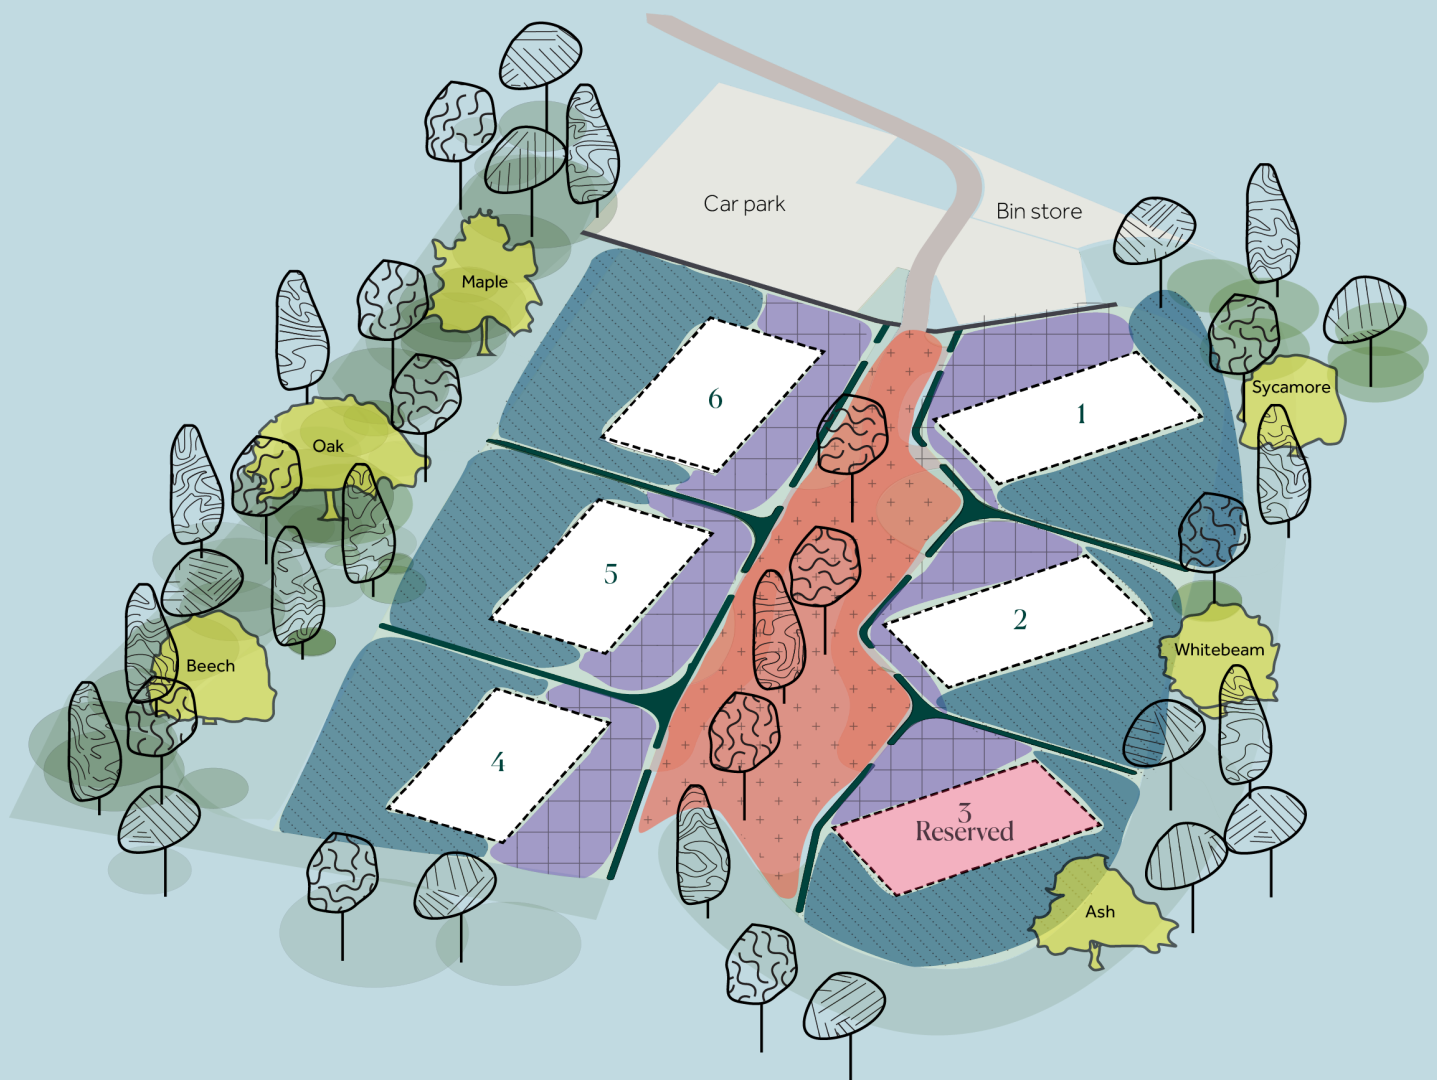 Car park
Bin store
Maple
6
1
Sycamore
Oak
5
2
Whitebeam
Beech
4
3
Reserved
Ash